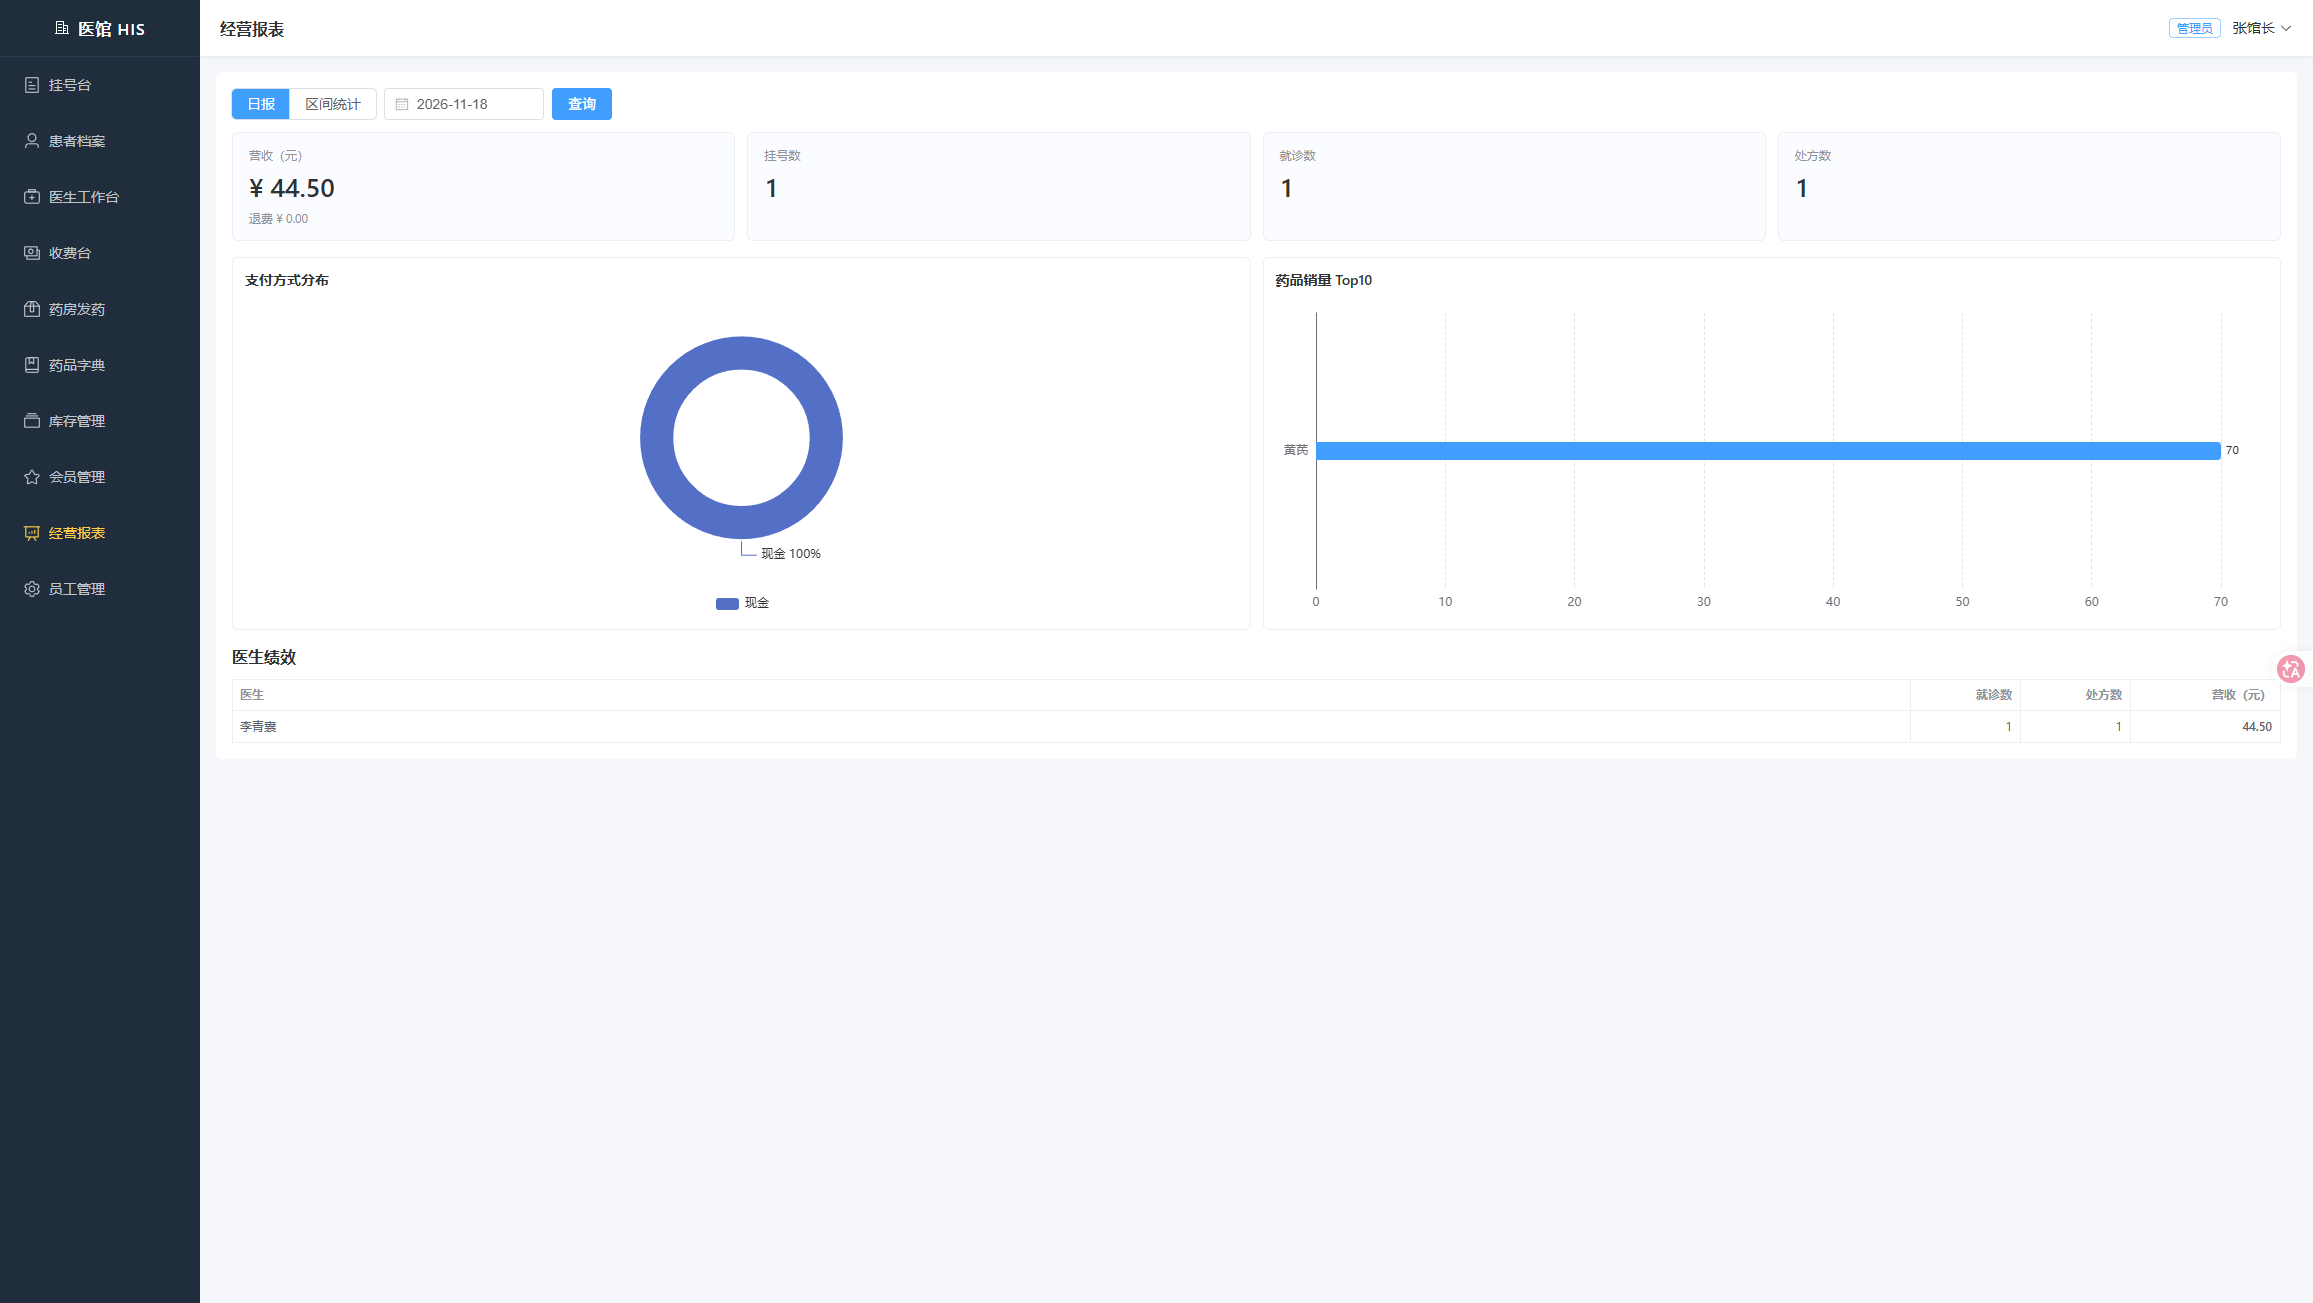 医馆 HIS
挂号台
患者档案
医生工作台
收费台
药房发药
药品字典
库存管理
会员管理
经营报表
员工管理
经营报表
管理员 张馆长
日报 区间统计 2026-11-18 查询
营收（元）
¥ 44.50
退费 ¥ 0.00
挂号数
1
就诊数
1
处方数
1
支付方式分布
现金 100%
现金
药品销量 Top10
黄芪 70
0 10 20 30 40 50 60 70
医生绩效
医生 就诊数 处方数 营收（元）
李青囊 1 1 44.50